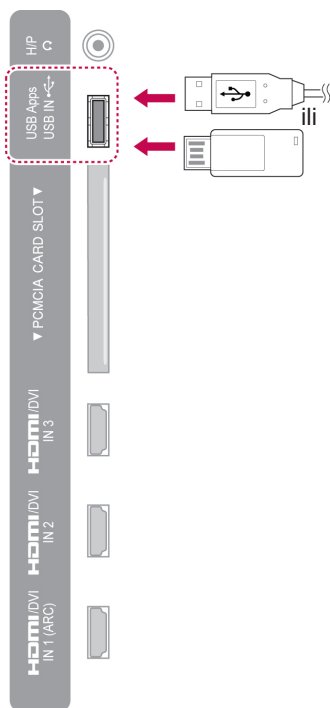 H/P
USB Apps
USB IN
ili
▼ PCMCIA CARD SLOT ▼
HDMI/DVI
IN 3
HDMI/DVI
IN 2
HDMI/DVI
IN 1 (ARC)